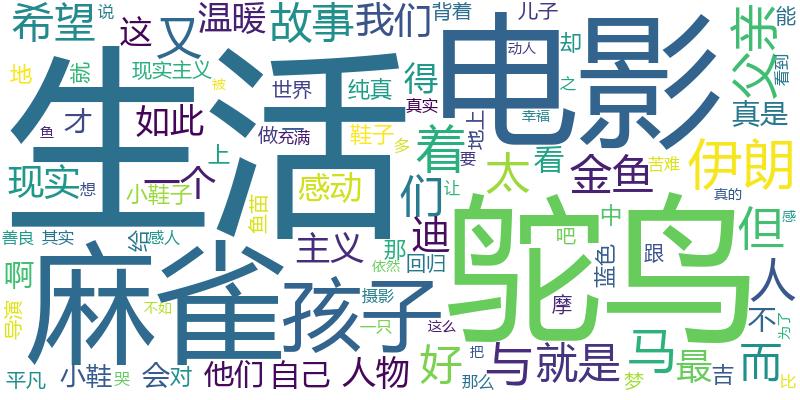 希望
说
这
又
温暖
故事
我们
背着
儿子
却
之
电影
动人
父亲
能
看到
地
就
现实主义
生活
世界
纯真
得
真实
幸福
地上
真是
鱼
才
如此
被
做
充满
鞋子
多
着
要
看
金鱼
伊朗
苦难
现实
想
一个
上
小鞋子
鱼苗
感动
们
太
让
真的
善良
其实
给
感人
主义
那
迪
回归
依然
鸵鸟
中
吧
蓝色
跟
但
感
啊
麻雀
孩子
摄影
一只
这么
摩
人
不
为了
导演
不如
平凡
小鞋
哭
会
对
他们
自己
人物
好
把
那么
与
就是
马
梦
最
吉
而
比